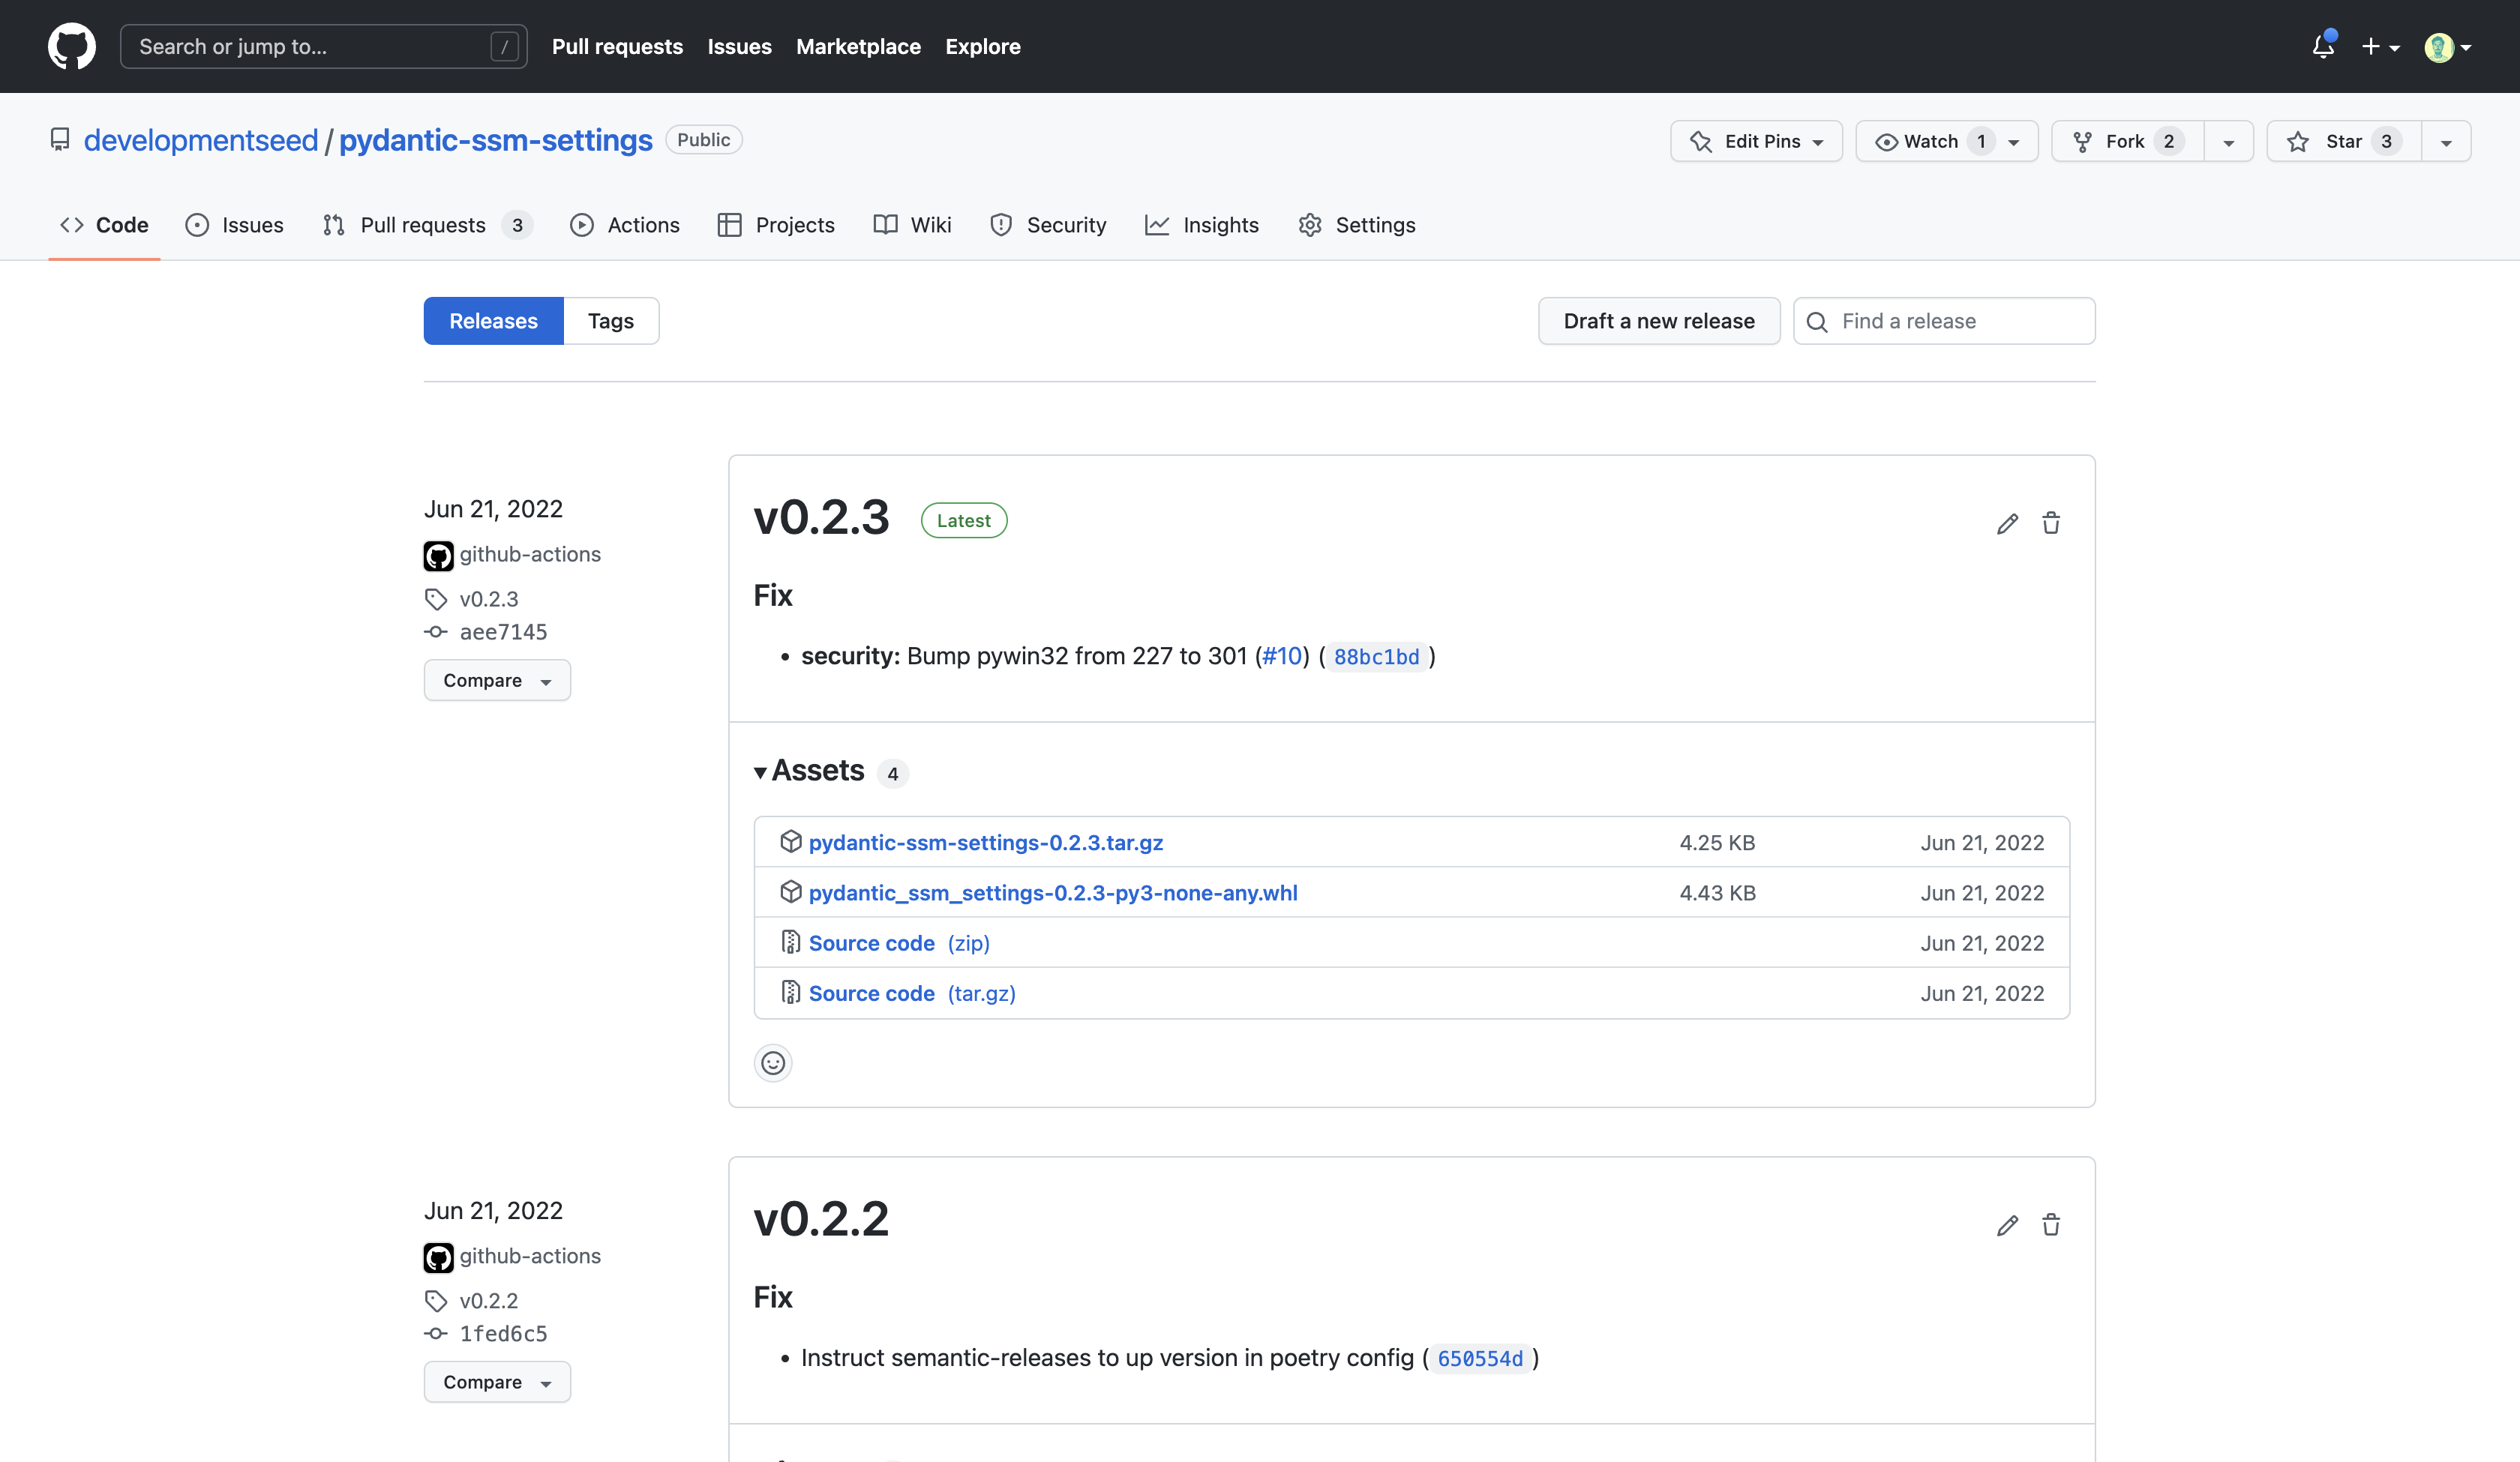 Search or jump to... /
Pull requests Issues Marketplace Explore
developmentseed / pydantic-ssm-settings Public
Edit Pins Watch 1 Fork 2 Star 3
Code Issues Pull requests 3 Actions Projects Wiki Security Insights Settings
Releases Tags
Draft a new release Find a release
Jun 21, 2022
github-actions
v0.2.3
aee7145
Compare
v0.2.3 Latest
Fix
• security: Bump pywin32 from 227 to 301 (#10) ( 88bc1bd )
Assets 4
pydantic-ssm-settings-0.2.3.tar.gz 4.25 KB Jun 21, 2022
pydantic_ssm_settings-0.2.3-py3-none-any.whl 4.43 KB Jun 21, 2022
Source code (zip) Jun 21, 2022
Source code (tar.gz) Jun 21, 2022
Jun 21, 2022
github-actions
v0.2.2
1fed6c5
Compare
v0.2.2
Fix
• Instruct semantic-releases to up version in poetry config ( 650554d )